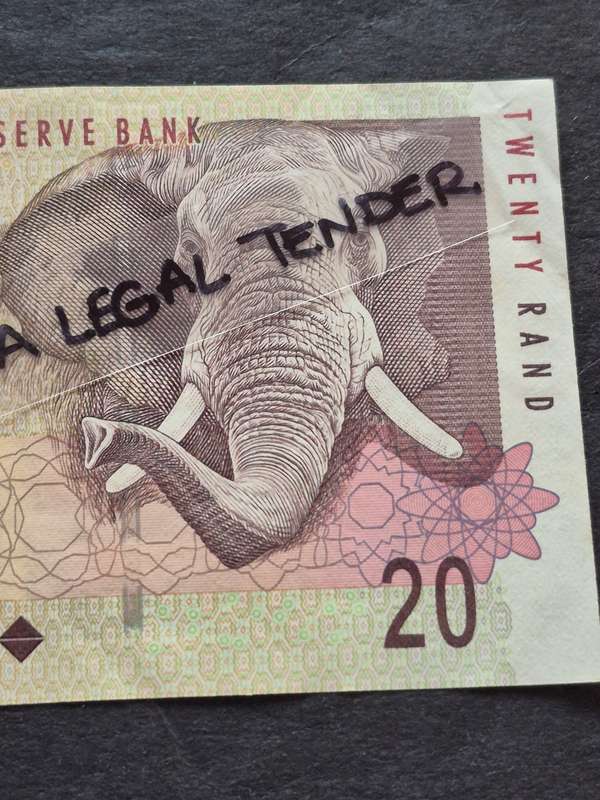 SERVE BANK
A LEGAL TENDER.
TWENTY RAND
20